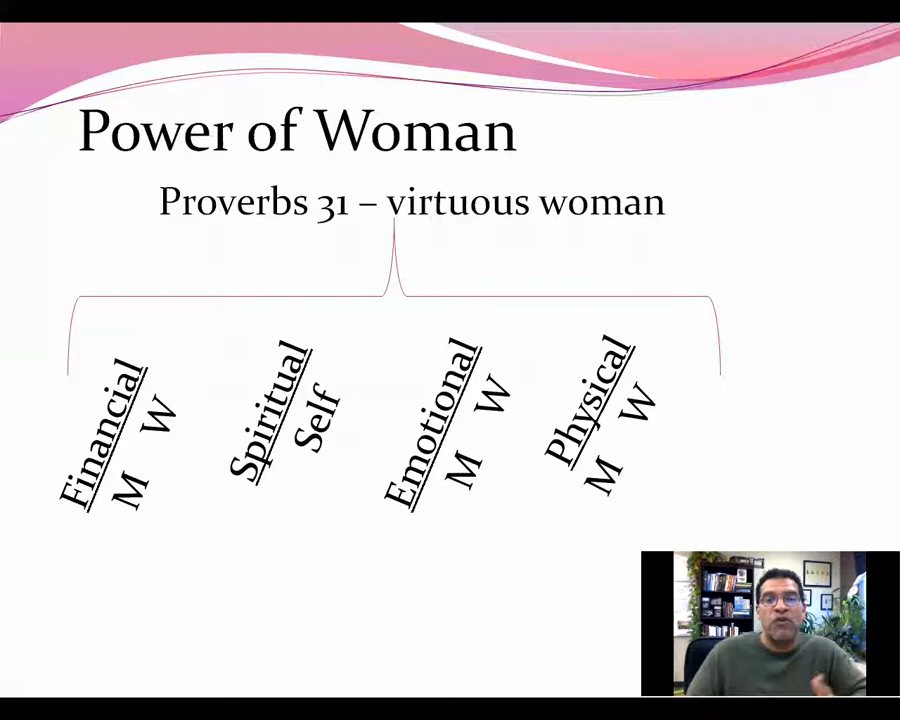 Power of Woman
Proverbs 31 – virtuous woman
Financial
M W
Spiritual
Self
Emotional
M W
Physical
M W